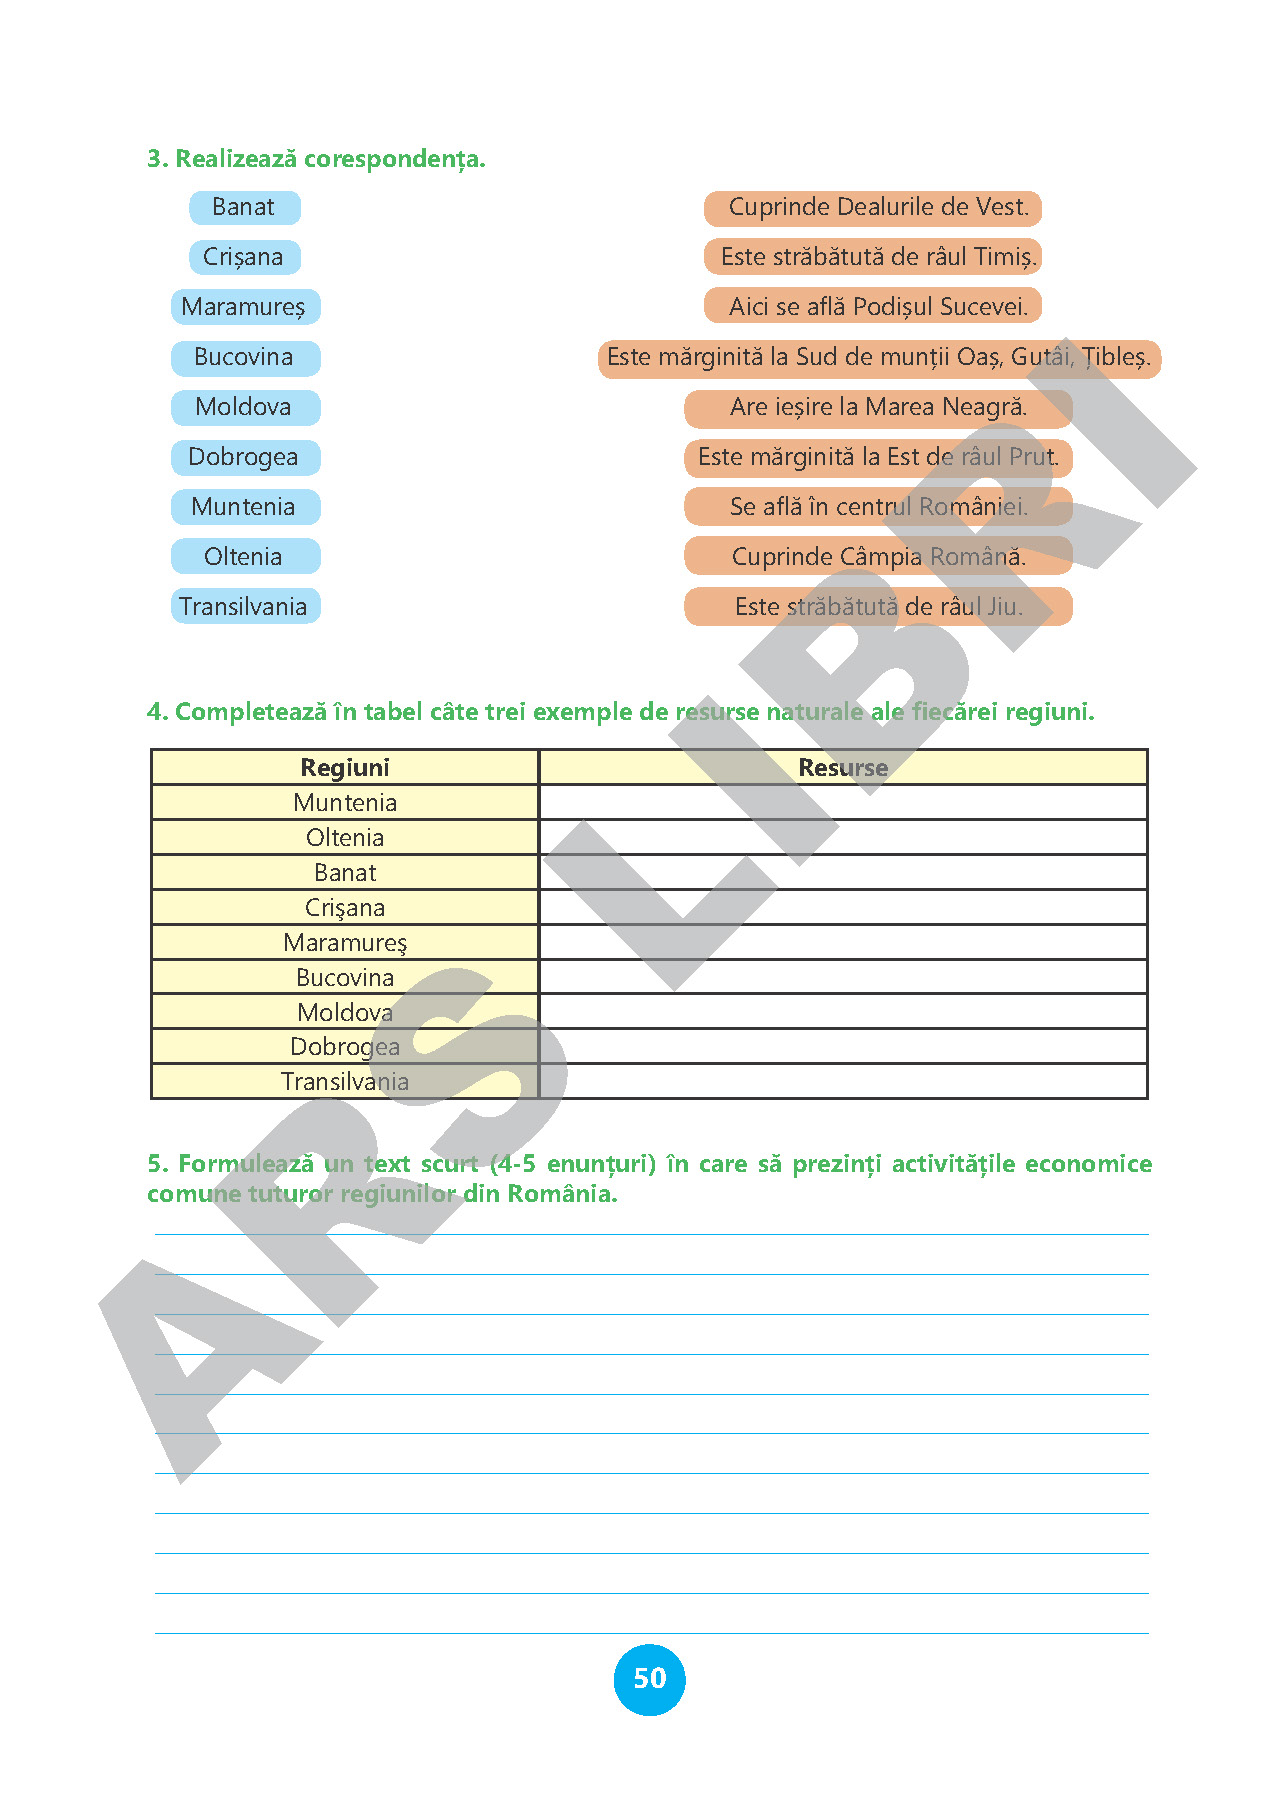 3. Realizează corespondența.
Banat
Cuprinde Dealurile de Vest.
Crișana
Este străbătută de râul Timiș.
Maramureș
Aici se află Podișul Sucevei.
Bucovina
Este mărginită la Sud de munții Oaș, Gutâi, Țibleș.
Moldova
Are ieșire la Marea Neagră.
Dobrogea
Este mărginită la Est de râul Prut.
Muntenia
Se află în centrul României.
Oltenia
Cuprinde Câmpia Română.
Transilvania
Este străbătută de râul Jiu.
4. Completează în tabel câte trei exemple de resurse naturale ale fiecărei regiuni.
Regiuni
Resurse
Muntenia
Oltenia
Banat
Crişana
Maramureş
Bucovina
Moldova
Dobrogea
Transilvania
5. Formulează un text scurt (4-5 enunțuri) în care să prezinți activitățile economice
comune tuturor regiunilor din România.
50
ARS LIBRI